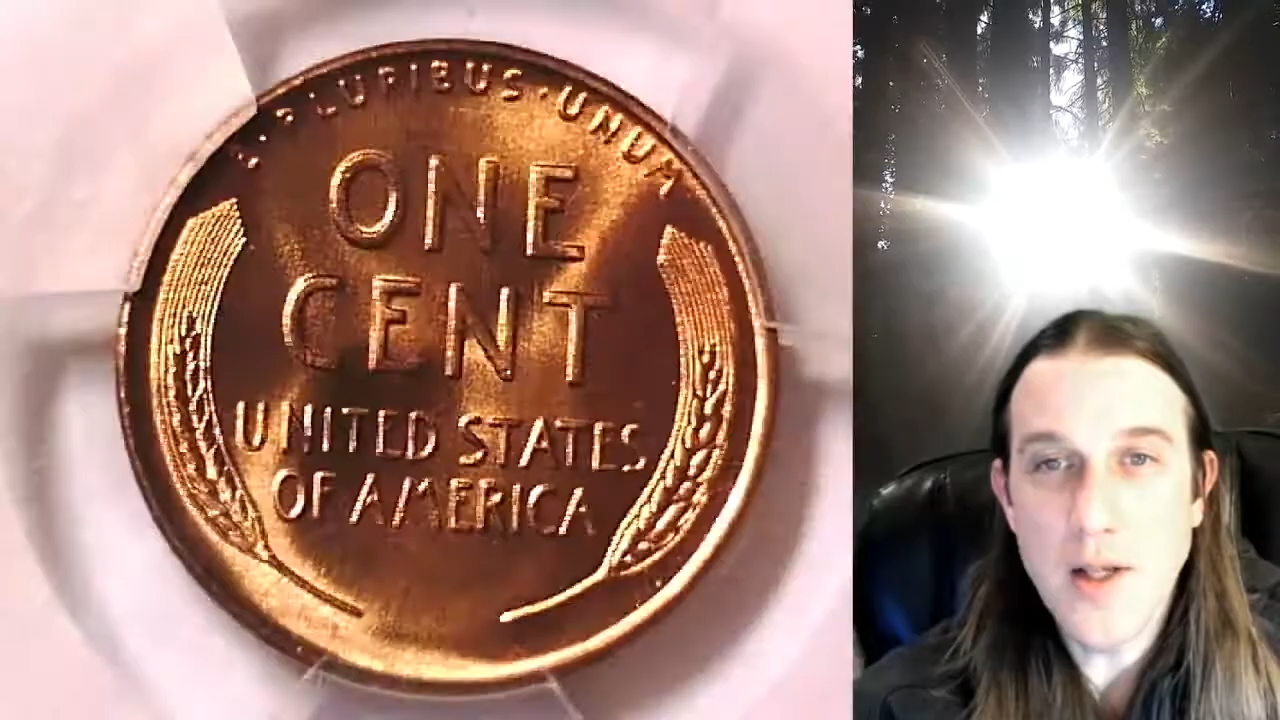 E·PLURIBUS·UNUM
ONE
CENT
UNITED STATES
OF AMERICA